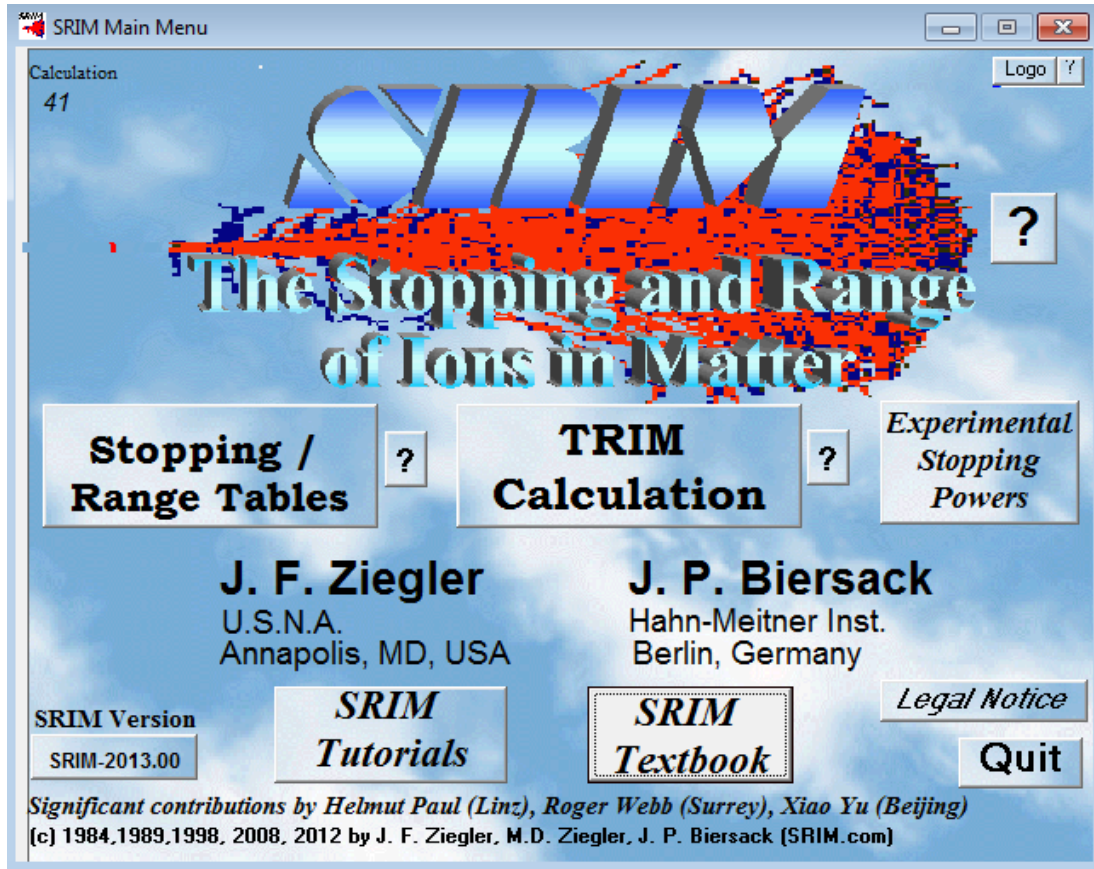 SRIM Main Menu
Logo ?
Calculation
41
SRIM
?
The Stopping and Range
of Ions in Matter
Stopping /
Range Tables
?
TRIM
Calculation
?
Experimental
Stopping
Powers
J. F. Ziegler
U.S.N.A.
Annapolis, MD, USA
J. P. Biersack
Hahn-Meitner Inst.
Berlin, Germany
SRIM Version
SRIM-2013.00
SRIM
Tutorials
SRIM
Textbook
Legal Notice
Quit
Significant contributions by Helmut Paul (Linz), Roger Webb (Surrey), Xiao Yu (Beijing)
(c) 1984,1989,1998, 2008, 2012 by J. F. Ziegler, M.D. Ziegler, J. P. Biersack (SRIM.com)